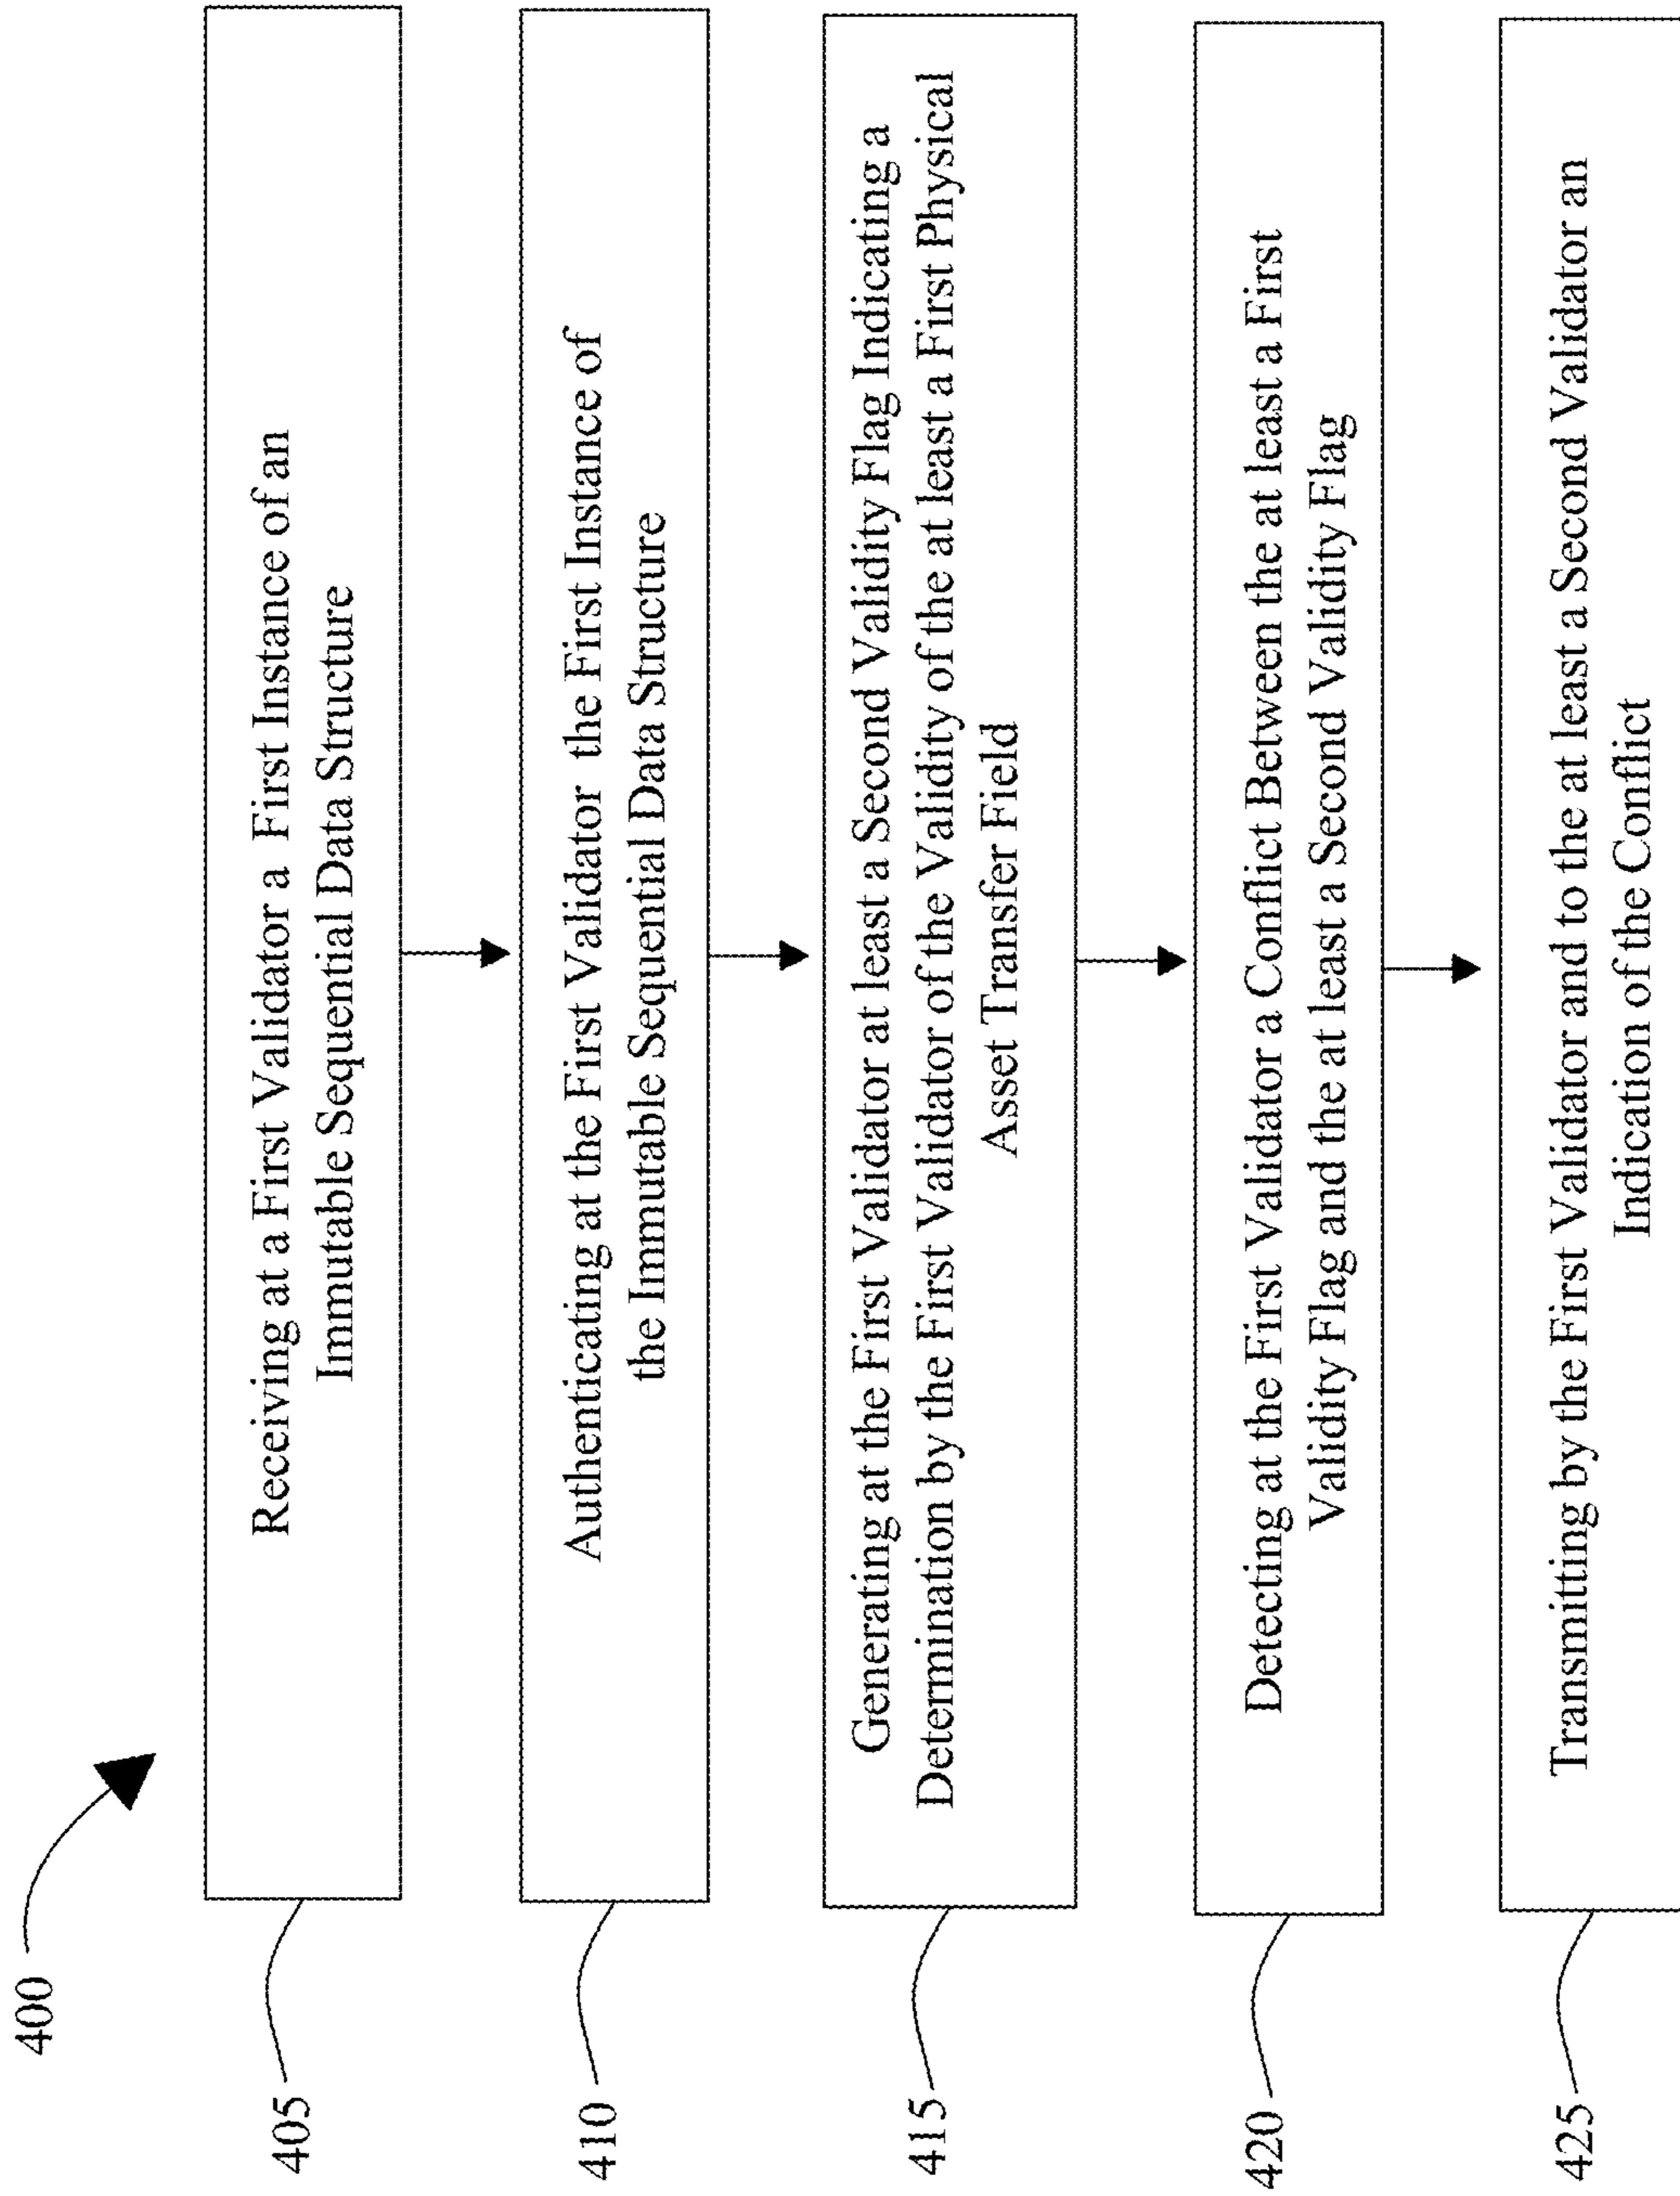 400
405
Receiving at a First Validator a First Instance of an
Immutable Sequential Data Structure
410
Authenticating at the First Validator the First Instance of
the Immutable Sequential Data Structure
415
Generating at the First Validator at least a Second Validity Flag Indicating a
Determination by the First Validator of the Validity of the at least a First Physical
Asset Transfer Field
420
Detecting at the First Validator a Conflict Between the at least a First
Validity Flag and the at least a Second Validity Flag
425
Transmitting by the First Validator and to the at least a Second Validator an
Indication of the Conflict